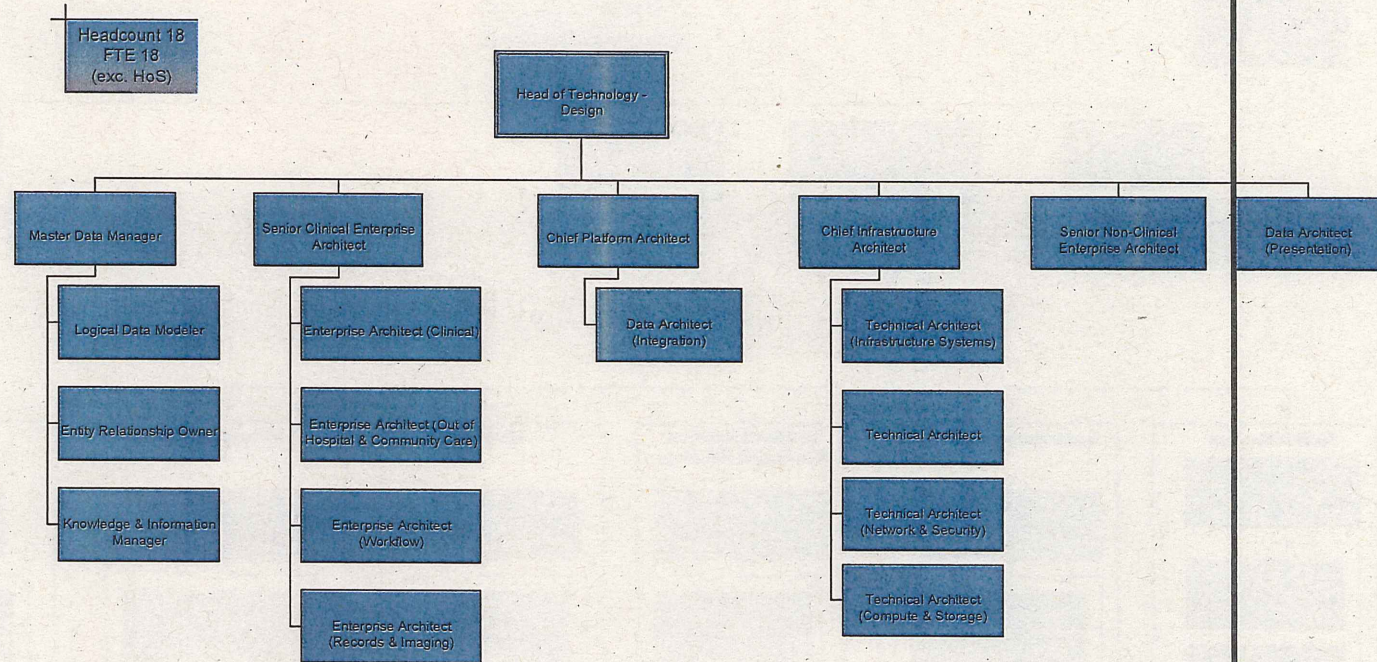 Headcount 18
FTE 18
(exc. HoS)
Head of Technology -
Design
Master Data Manager
Senior Clinical Enterprise
Architect
Chief Platform Architect
Chief Infrastructure
Architect
Senior Non-Clinical
Enterprise Architect
Data Architect
(Presentation)
Logical Data Modeler
Entity Relationship Owner
Knowledge & Information
Manager
Enterprise Architect (Clinical)
Enterprise Architect (Out of
Hospital & Community Care)
Enterprise Architect
(Workflow)
Enterprise Architect
(Records & Imaging)
Data Architect
(Integration)
Technical Architect
(Infrastructure Systems)
Technical Architect
Technical Architect
(Network & Security)
Technical Architect
(Compute & Storage)